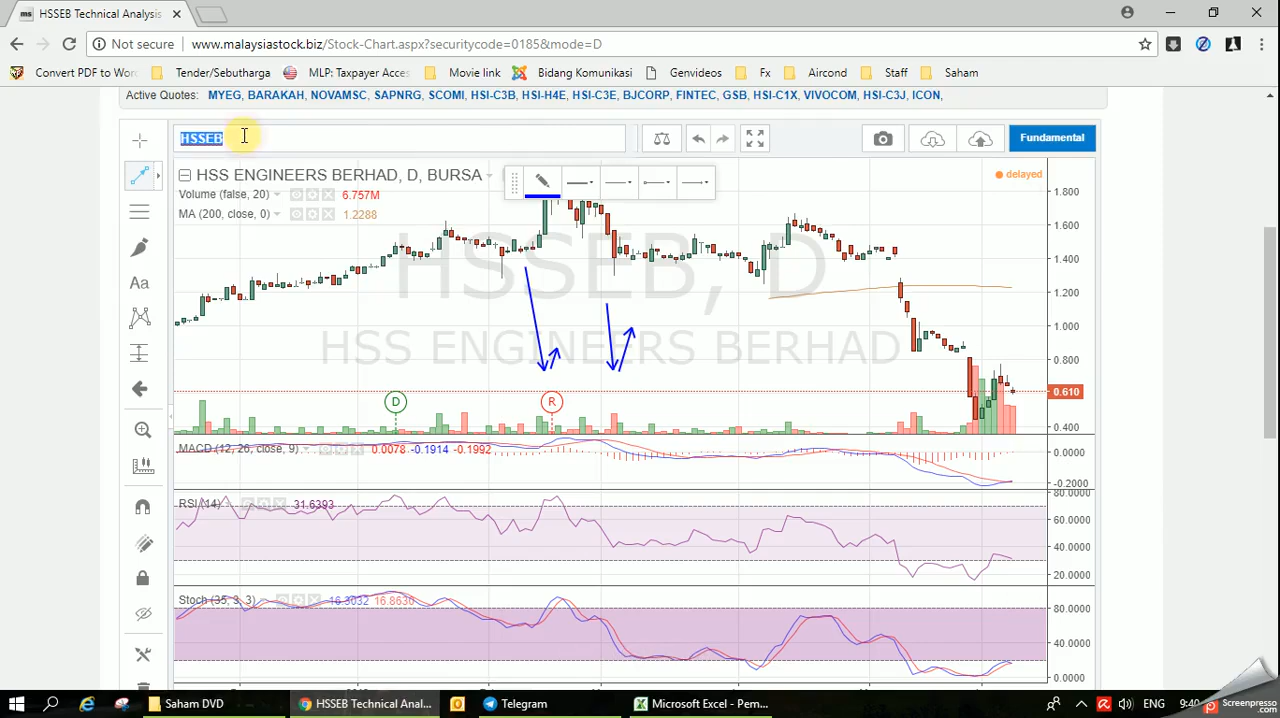 HSSEB Technical Analysis
Not secure
www.malaysiastock.biz/Stock-Chart.aspx?securitycode=0185&mode=D
Convert PDF to Word
Tender/Sebutharga
MLP: Taxpayer Acces
Movie link
Bidang Komunikasi
Genvideos
Fx
Aircond
Staff
Saham
Active Quotes: MYEG, BARAKAH, NOVAMSC, SAPNRG, SCOMI, HSI-C3B, HSI-H4E, HSI-C3E, BJCORP, FINTEC, GSB, HSI-C1X, VIVOCOM, HSI-C3J, ICON,
HSSEB
Fundamental
HSS ENGINEERS BERHAD, D, BURSA
delayed
Volume (false, 20) 6.757M
MA (200, close, 0) 1.2288
HSSEB, D
HSS ENGINEERS BERHAD
1.800
1.600
1.400
1.200
1.000
0.800
0.610
0.400
D
R
MACD (12, 26, close, 9) 0.0078 -0.1914 -0.1992
0.0000
-0.2000
RSI (14) 31.6393
80.0000
60.0000
40.0000
20.0000
Stoch (35, 3, 3) 16.3032 16.8630
80.0000
40.0000
0.0000
Aa
Saham DVD
HSSEB Technical Anal...
Telegram
Microsoft Excel - Pem...
ENG
9:40
Screenpresso
.com